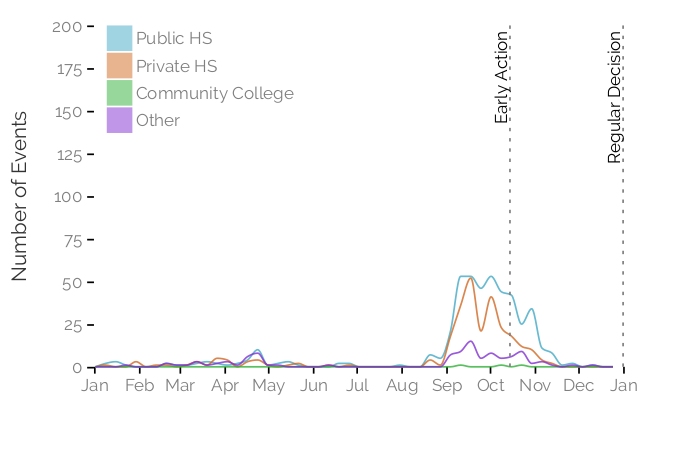 200
175
150
125
100
75
50
25
0
Number of Events
Public HS
Private HS
Community College
Other
Early Action
Regular Decision
Jan Feb Mar Apr May Jun Jul Aug Sep Oct Nov Dec Jan